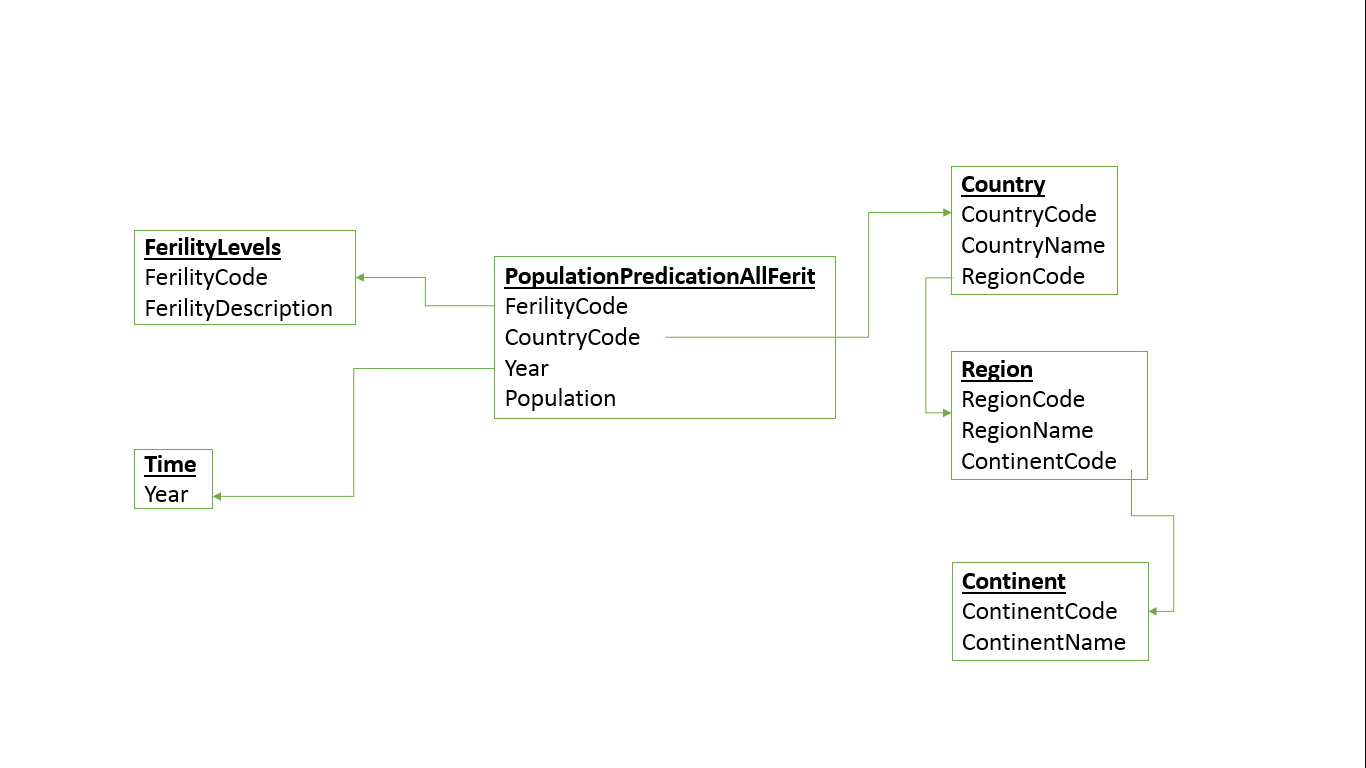 FerilityLevels
FerilityCode
FerilityDescription
Time
Year
PopulationPredicationAllFerit
FerilityCode
CountryCode
Year
Population
Country
CountryCode
CountryName
RegionCode
Region
RegionCode
RegionName
ContinentCode
Continent
ContinentCode
ContinentName